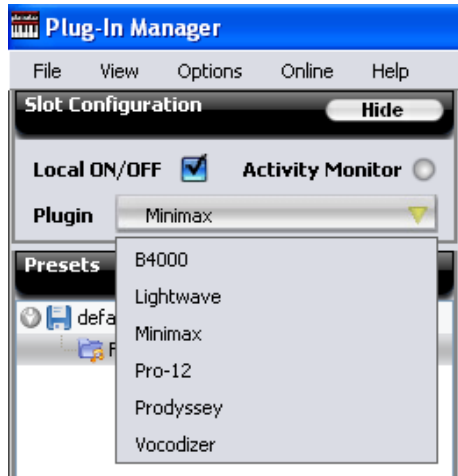 Plug-In Manager
File View Options Online Help
Slot Configuration Hide
Local ON/OFF Activity Monitor
Plugin Minimax
Presets
B4000
Lightwave
Minimax
Pro-12
Prodyssey
Vocodizer